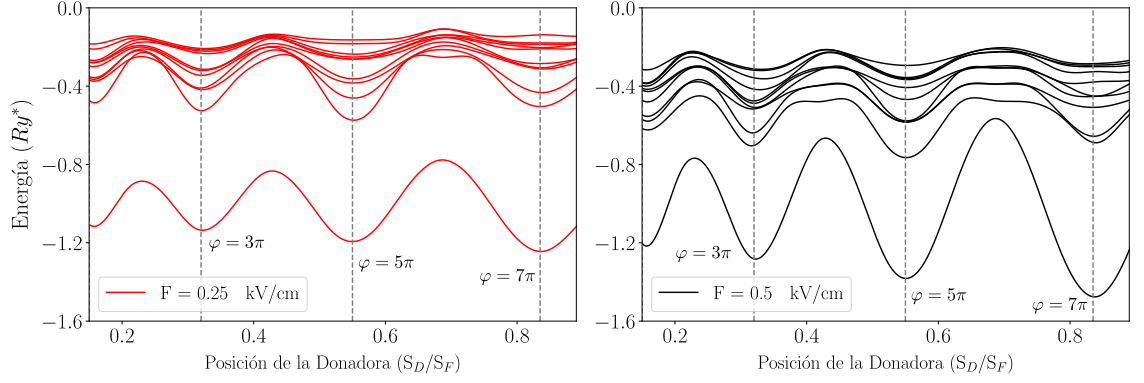 Energía (Ry*)
0.0
−0.4
−0.8
−1.2
−1.6
0.2
0.4
0.6
0.8
φ = 3π
φ = 5π
φ = 7π
F = 0.25 kV/cm
Posición de la Donadora (S_D/S_F)
0.0
−0.4
−0.8
−1.2
−1.6
0.2
0.4
0.6
0.8
φ = 3π
φ = 5π
φ = 7π
F = 0.5 kV/cm
Posición de la Donadora (S_D/S_F)